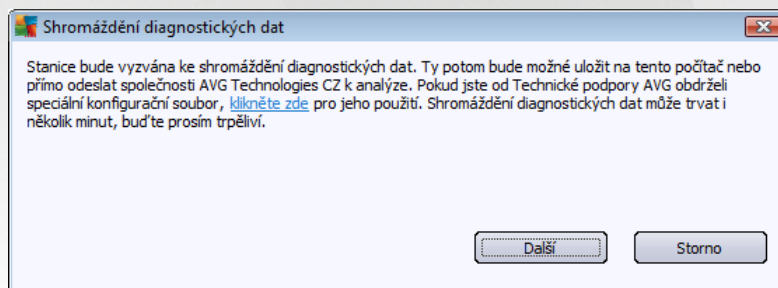 Shromáždění diagnostických dat
Stanice bude vyzvána ke shromáždění diagnostických dat. Ty potom bude možné uložit na tento počítač nebo
přímo odeslat společnosti AVG Technologies CZ k analýze. Pokud jste od Technické podpory AVG obdrželi
speciální konfigurační soubor, klikněte zde pro jeho použití. Shromáždění diagnostických dat může trvat i
několik minut, buďte prosím trpěliví.
Další Storno